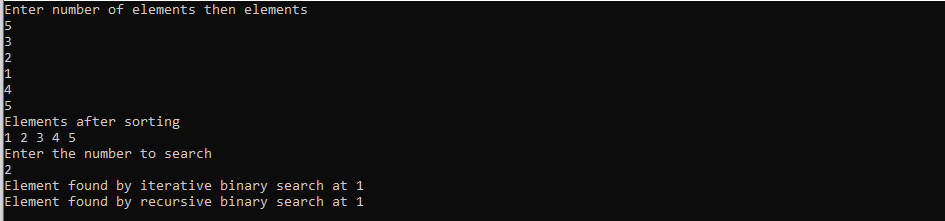 Enter number of elements then elements
5
3
2
1
4
5
Elements after sorting
1 2 3 4 5
Enter the number to search
2
Element found by iterative binary search at 1
Element found by recursive binary search at 1